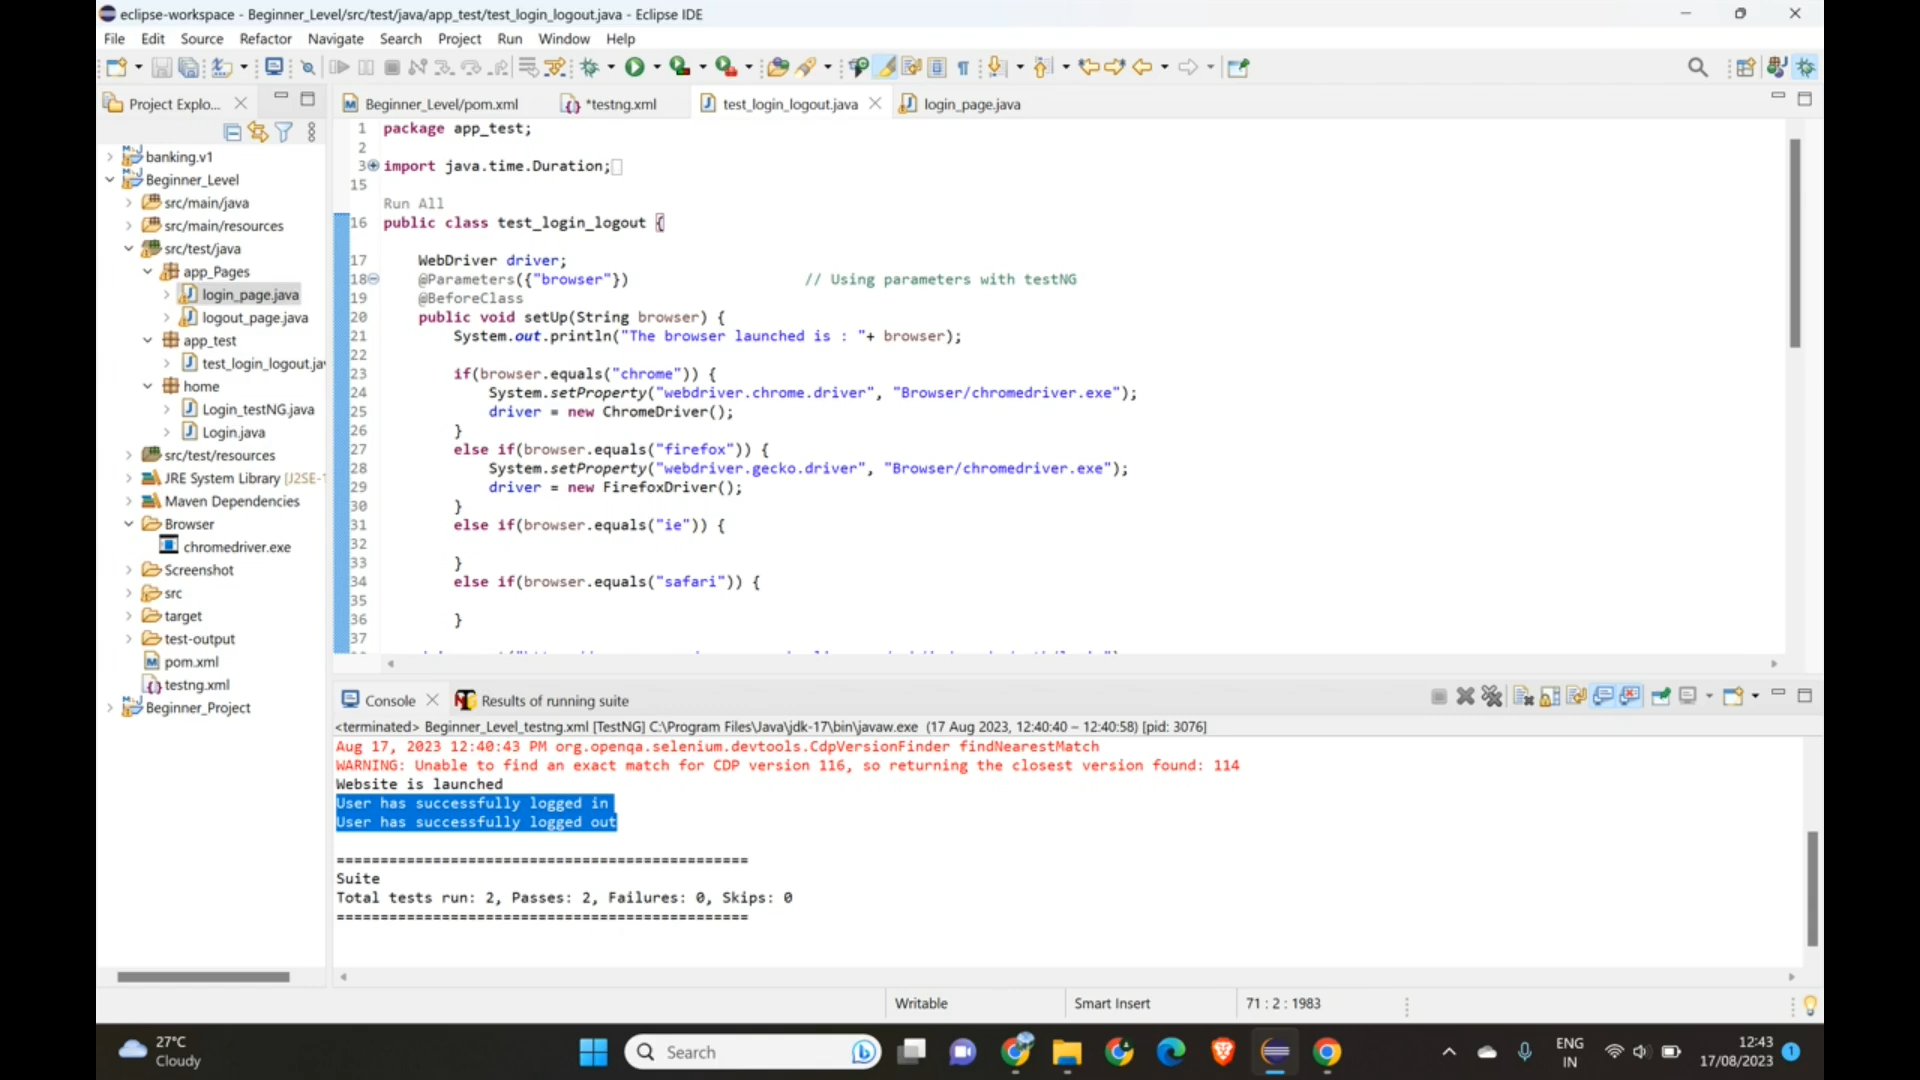 eclipse-workspace - Beginner_Level/src/test/java/app_test/test_login_logout.java - Eclipse IDE
File Edit Source Refactor Navigate Search Project Run Window Help
Project Explo...
Beginner_Level/pom.xml
*testng.xml
test_login_logout.java
login_page.java
banking.v1
Beginner_Level
src/main/java
src/main/resources
src/test/java
app_Pages
login_page.java
logout_page.java
app_test
test_login_logout.jav
home
Login_testNG.java
Login.java
src/test/resources
JRE System Library [J2SE-1
Maven Dependencies
Browser
chromedriver.exe
Screenshot
src
target
test-output
pom.xml
testng.xml
Beginner_Project
1 package app_test;
2
3 import java.time.Duration;
15
Run All
16 public class test_login_logout {
17 WebDriver driver;
18 @Parameters({"browser"}) // Using parameters with testNG
19 @BeforeClass
20 public void setUp(String browser) {
21 System.out.println("The browser launched is : "+ browser);
22
23 if(browser.equals("chrome")) {
24 System.setProperty("webdriver.chrome.driver", "Browser/chromedriver.exe");
25 driver = new ChromeDriver();
26 }
27 else if(browser.equals("firefox")) {
28 System.setProperty("webdriver.gecko.driver", "Browser/chromedriver.exe");
29 driver = new FirefoxDriver();
30 }
31 else if(browser.equals("ie")) {
32
33 }
34 else if(browser.equals("safari")) {
35
36 }
37
Console
Results of running suite
<terminated> Beginner_Level_testng.xml [TestNG] C:\Program Files\Java\jdk-17\bin\javaw.exe (17 Aug 2023, 12:40:40 – 12:40:58) [pid: 3076]
Aug 17, 2023 12:40:43 PM org.openqa.selenium.devtools.CdpVersionFinder findNearestMatch
WARNING: Unable to find an exact match for CDP version 116, so returning the closest version found: 114
Website is launched
User has successfully logged in
User has successfully logged out
===============================================
Suite
Total tests run: 2, Passes: 2, Failures: 0, Skips: 0
===============================================
Writable
Smart Insert
71 : 2 : 1983
27°C
Cloudy
Search
ENG
IN
12:43
17/08/2023
1